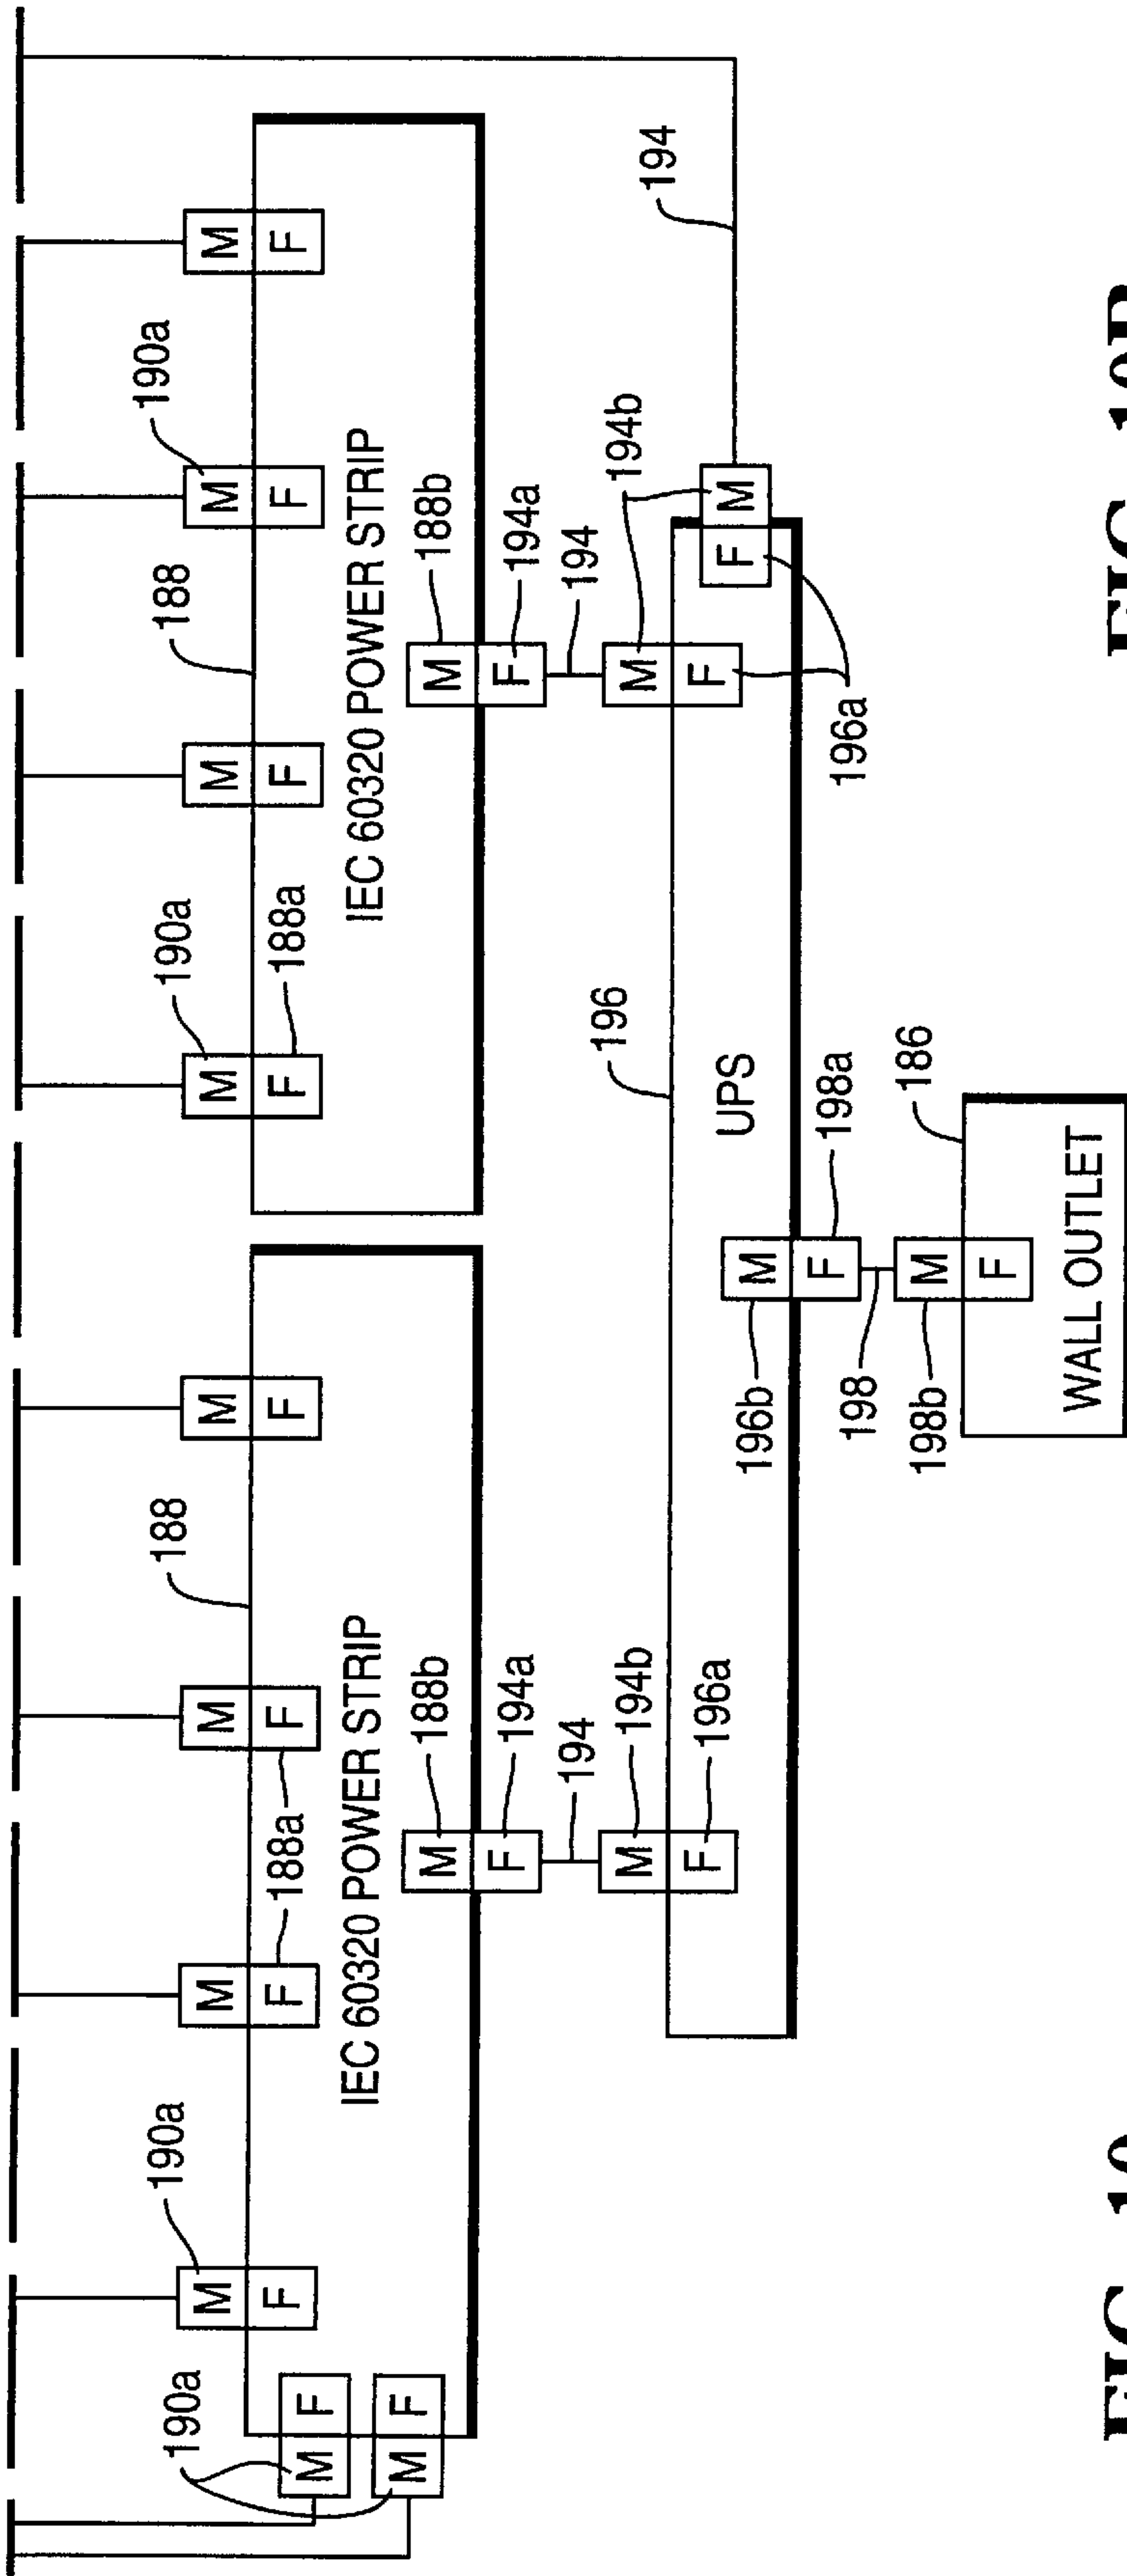 190a 190a 188 190a 188 190a
M M M M M M M M
F F 188a F F F 188a F F F
M F IEC 60320 POWER STRIP IEC 60320 POWER STRIP
M F M 188b M 188b
F 194a F 194a
194 196 194
M 194b M 194b 194
F 196a F F M
UPS
196b M 196a
F 198a
198
198b M 186
F
WALL OUTLET